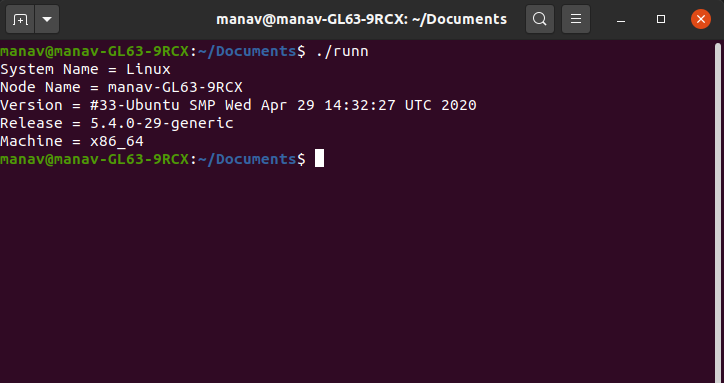 manav@manav-GL63-9RCX: ~/Documents
manav@manav-GL63-9RCX:~/Documents$ ./runn
System Name = Linux
Node Name = manav-GL63-9RCX
Version = #33-Ubuntu SMP Wed Apr 29 14:32:27 UTC 2020
Release = 5.4.0-29-generic
Machine = x86_64
manav@manav-GL63-9RCX:~/Documents$